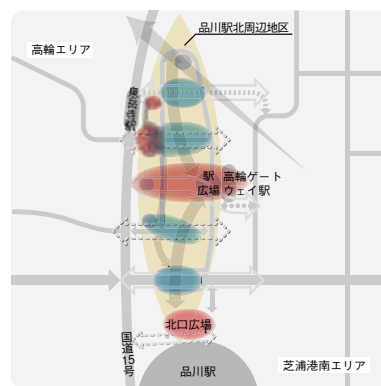 品川駅北周辺地区
高輪エリア
泉岳寺駅
駅 高輪ゲート
広場 ウェイ駅
北口広場
国道15号
品川駅
芝浦港南エリア